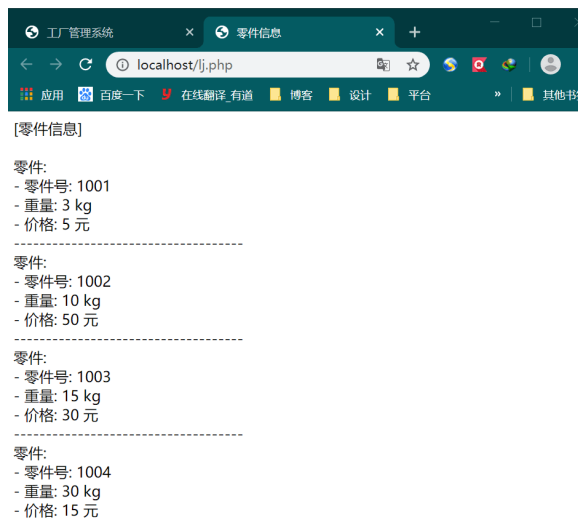 工厂管理系统 零件信息
localhost/lj.php
应用 百度一下 在线翻译_有道 博客 设计 平台 » 其他书
[零件信息]
零件:
- 零件号: 1001
- 重量: 3 kg
- 价格: 5 元
------------------------------------
零件:
- 零件号: 1002
- 重量: 10 kg
- 价格: 50 元
------------------------------------
零件:
- 零件号: 1003
- 重量: 15 kg
- 价格: 30 元
------------------------------------
零件:
- 零件号: 1004
- 重量: 30 kg
- 价格: 15 元